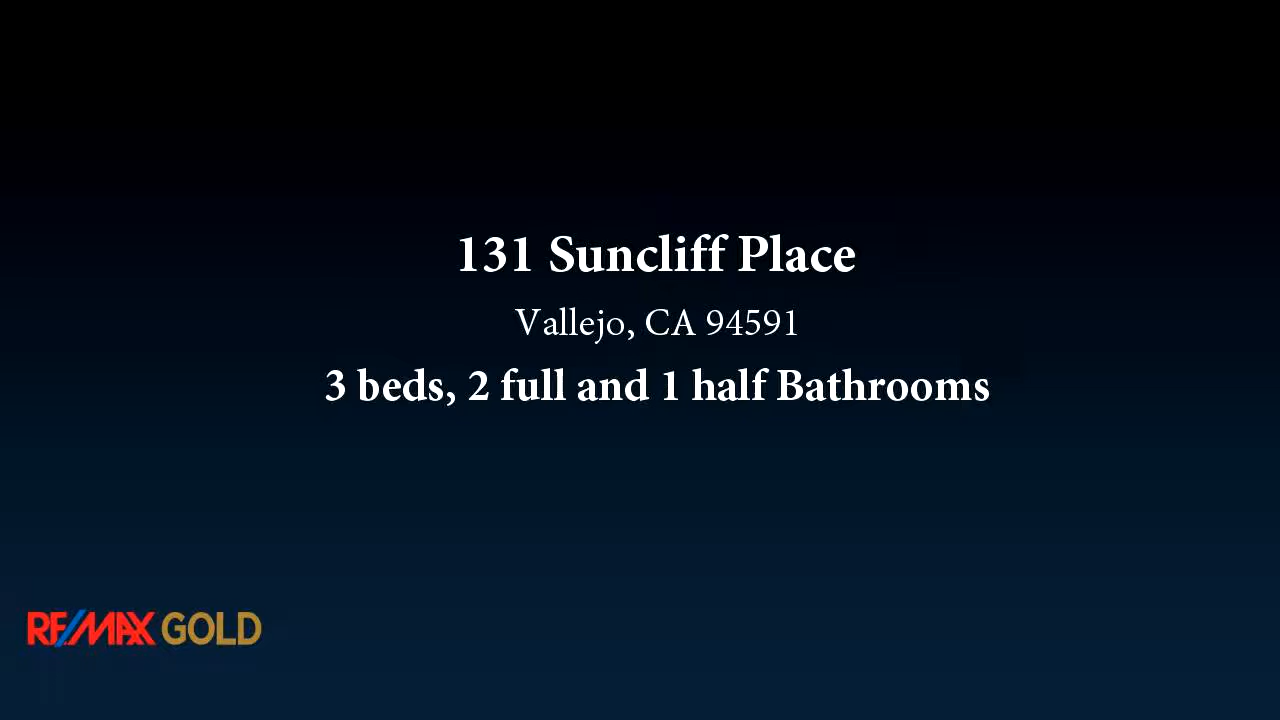 131 Suncliff Place
Vallejo, CA 94591
3 beds, 2 full and 1 half Bathrooms
RE/MAX GOLD